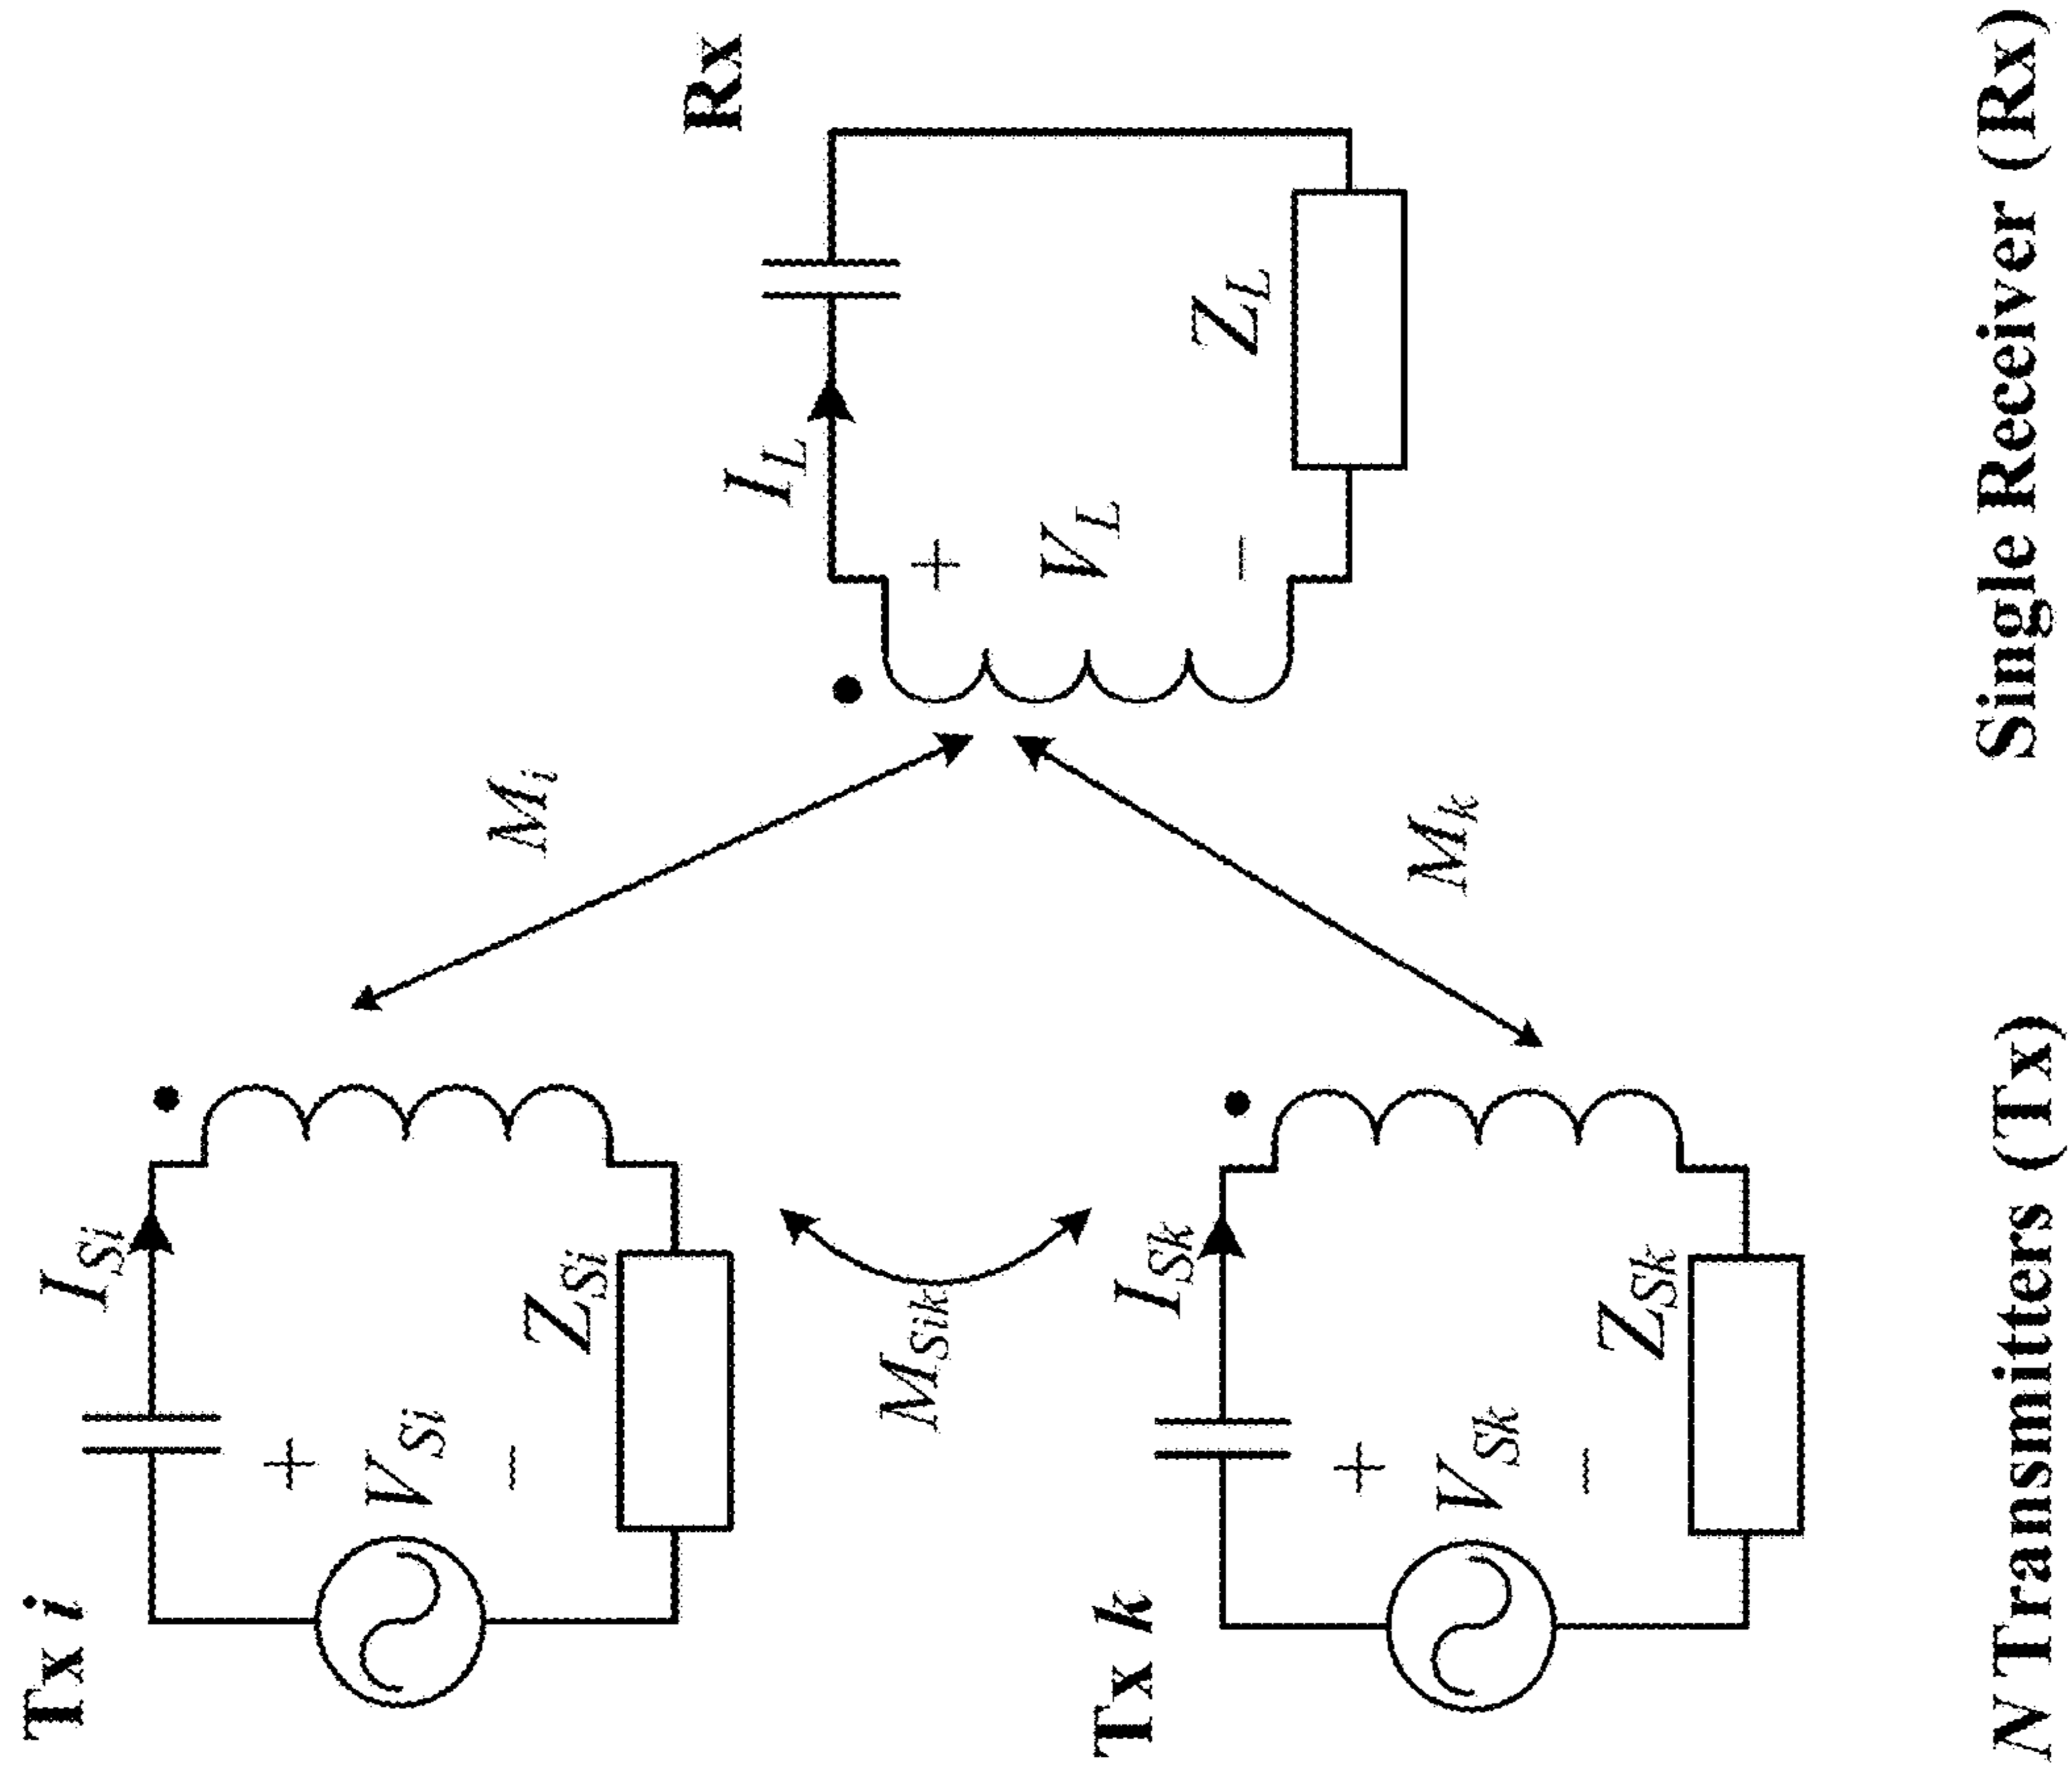 Tx i
I_Si
V_Si
+
−
Z_Si
M_Sik
Tx k
I_Sk
V_Sk
+
−
Z_Sk
M_i
M_k
Rx
I_L
+
V_L
−
Z_L
N Transmitters (Tx)
Single Receiver (Rx)